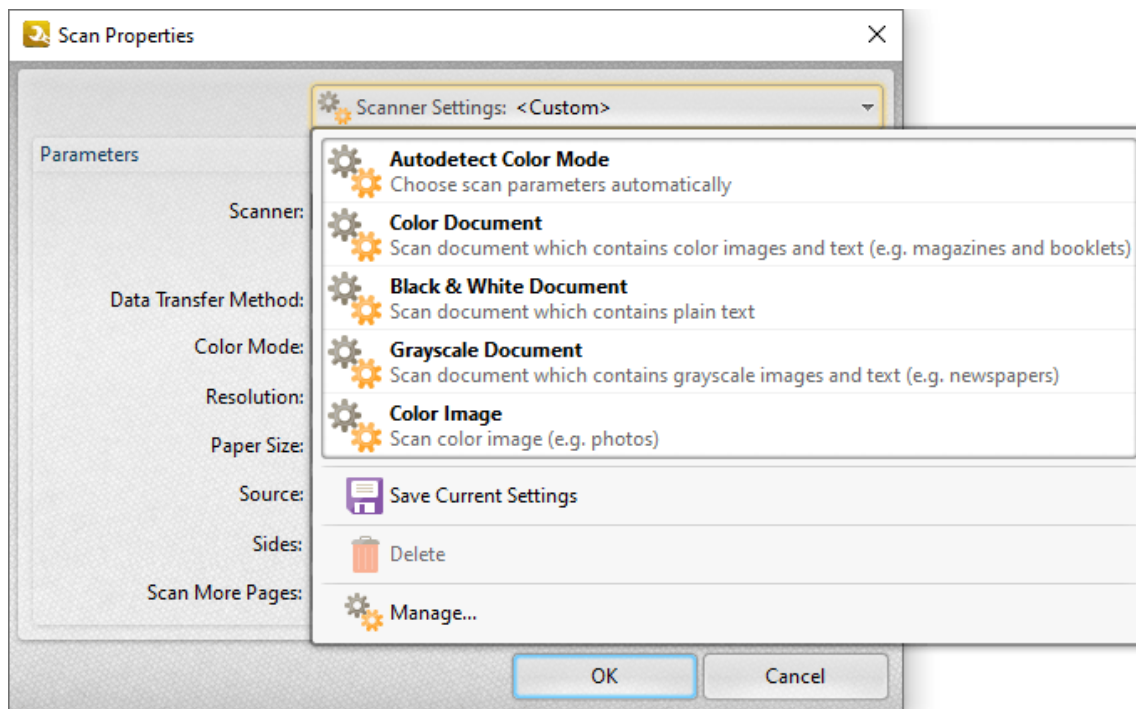 Scan Properties
Scanner Settings: <Custom>
Parameters
Scanner:
Data Transfer Method:
Color Mode:
Resolution:
Paper Size:
Source:
Sides:
Scan More Pages:
Autodetect Color Mode
Choose scan parameters automatically
Color Document
Scan document which contains color images and text (e.g. magazines and booklets)
Black & White Document
Scan document which contains plain text
Grayscale Document
Scan document which contains grayscale images and text (e.g. newspapers)
Color Image
Scan color image (e.g. photos)
Save Current Settings
Delete
Manage...
OK
Cancel